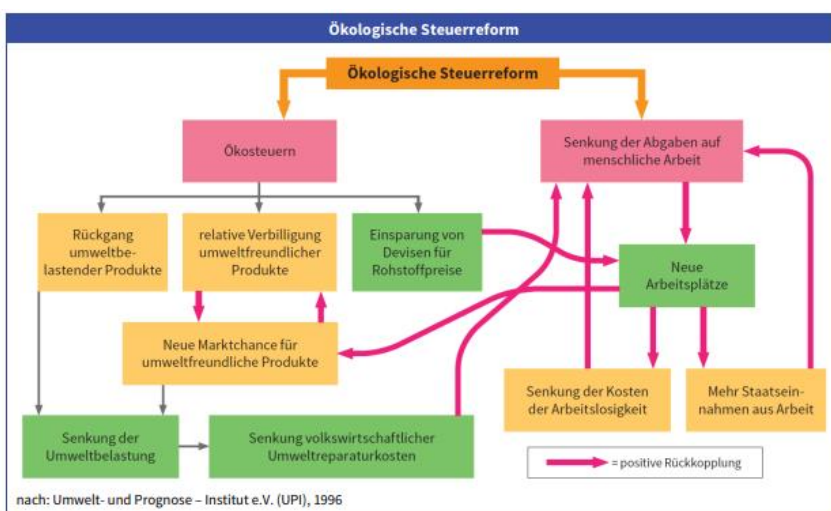 Ökologische Steuerreform
Ökologische Steuerreform
Ökosteuern
Senkung der Abgaben auf
menschliche Arbeit
Rückgang
umweltbe-
lastender Produkte
relative Verbilligung
umweltfreundlicher
Produkte
Einsparung von
Devisen für
Rohstoffpreise
Neue
Arbeitsplätze
Neue Marktchance für
umweltfreundliche Produkte
Senkung der Kosten
der Arbeitslosigkeit
Mehr Staatsein-
nahmen aus Arbeit
Senkung der
Umweltbelastung
Senkung volkswirtschaftlicher
Umweltreparaturkosten
= positive Rückkopplung
nach: Umwelt- und Prognose – Institut e.V. (UPI), 1996